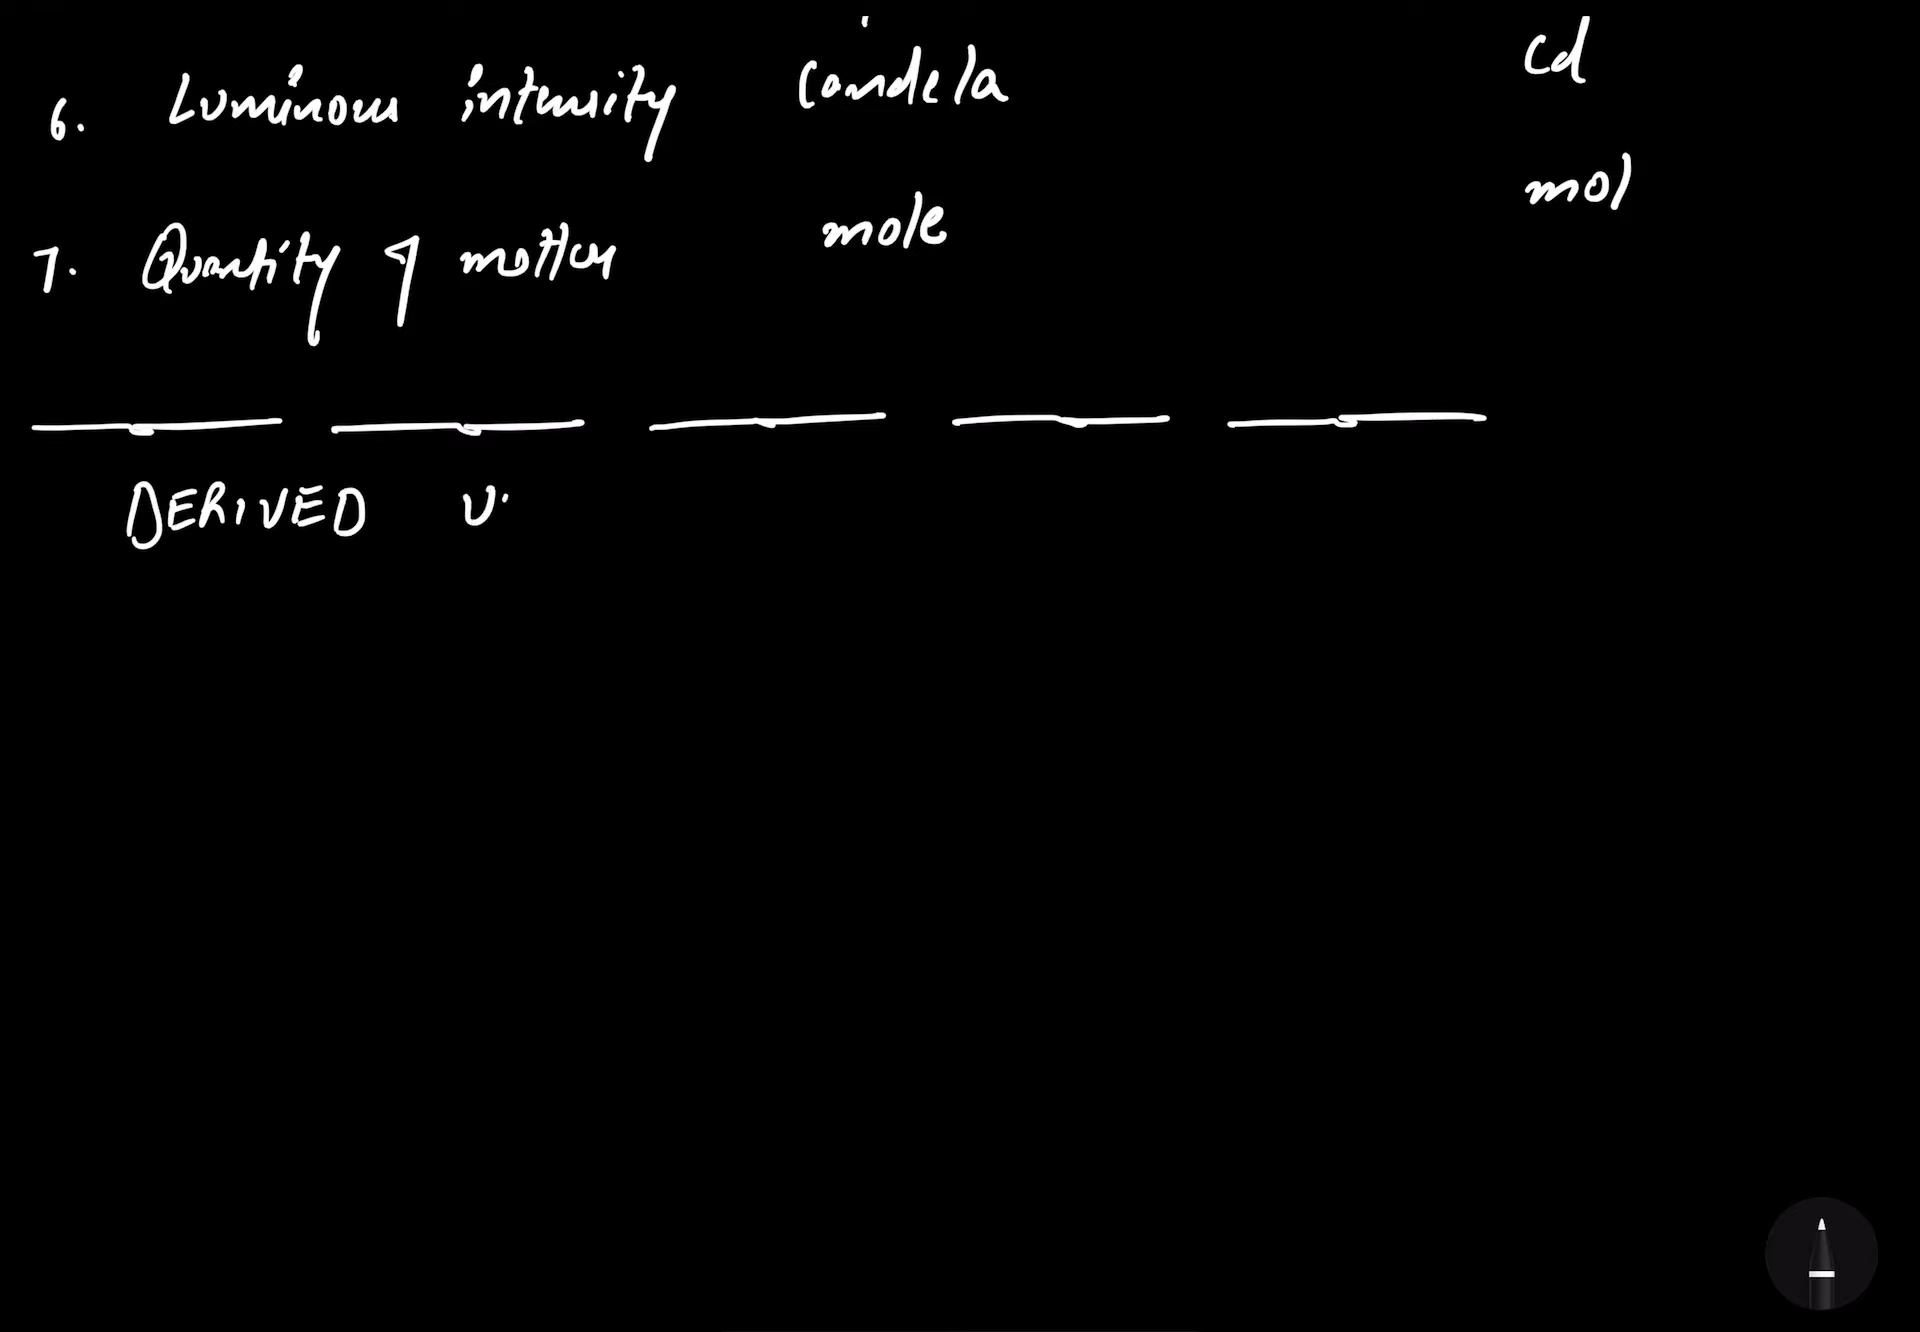 6. Luminous intensity candela cd
7. Quantity of matter mole mol
DERIVED U